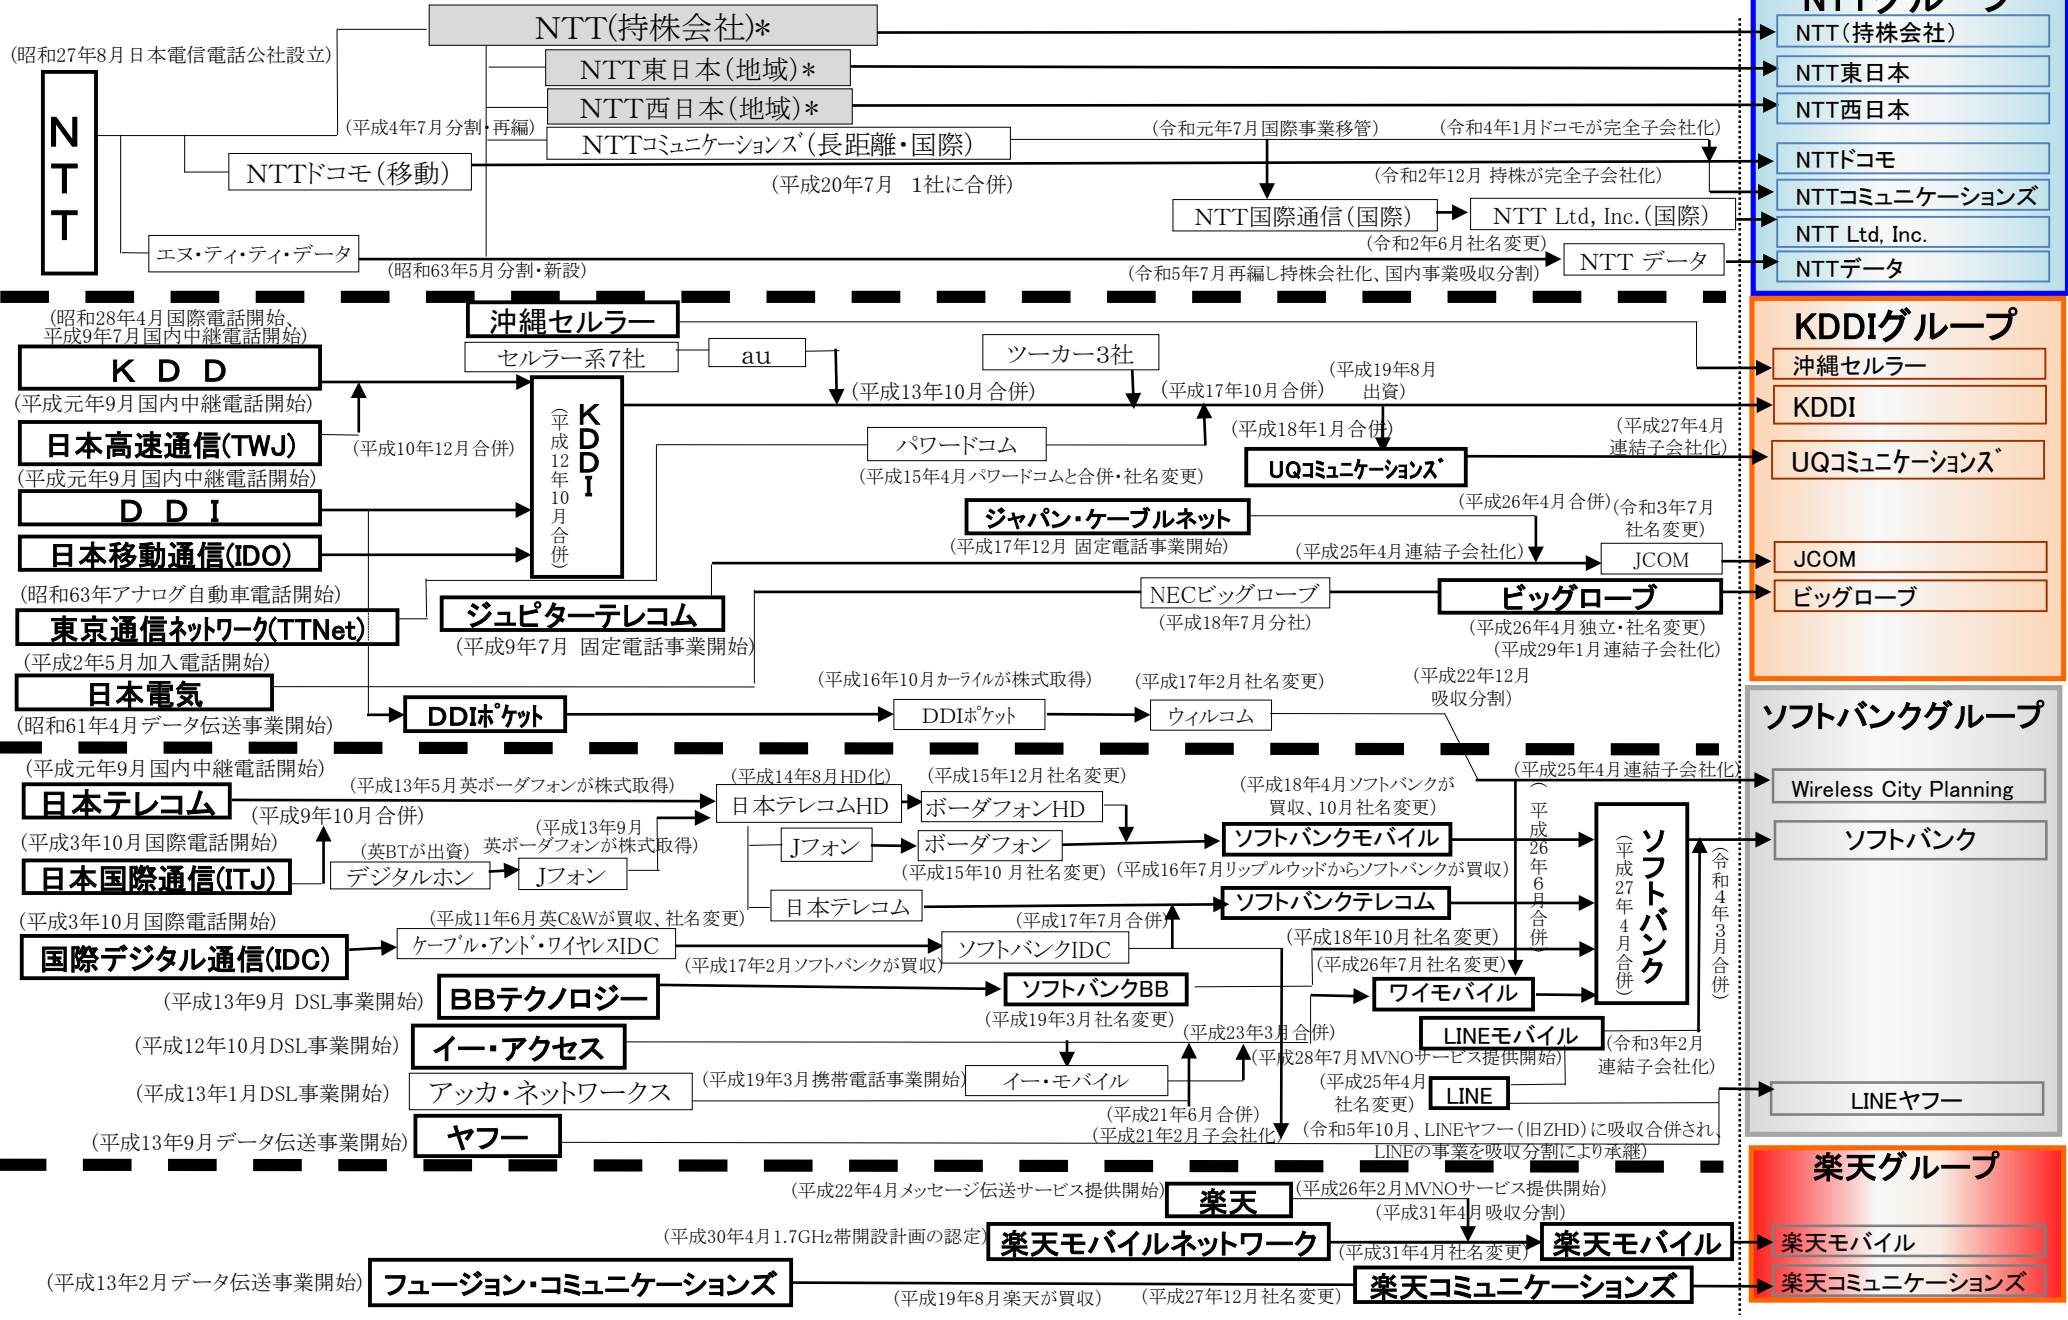 NTTグループ
NTT(持株会社)*
NTT（持株会社）
(昭和27年8月日本電信電話公社設立)
NTT東日本（地域）*
NTT東日本
NTT西日本（地域）*
NTT西日本
NTT
(平成4年7月分割・再編)
NTTコミュニケーションズ（長距離・国際）
(令和元年7月国際事業移管)
(令和4年1月ドコモが完全子会社化)
NTTドコモ（移動）
(平成20年7月 1社に合併)
(令和2年12月 持株が完全子会社化)
NTTドコモ
NTTコミュニケーションズ
NTT国際通信（国際）
NTT Ltd, Inc.（国際）
NTT Ltd, Inc.
(令和2年6月社名変更)
エヌ・ティ・ティ・データ
(昭和63年5月分割・新設)
(令和5年7月再編し持株会社化、国内事業吸収分割)
NTT データ
NTTデータ
(昭和28年4月国際電話開始、
平成9年7月国内中継電話開始)
沖縄セルラー
KDDIグループ
セルラー系7社
au
ツーカー3社
沖縄セルラー
KDD
(平成13年10月合併)
(平成17年10月合併)
(平成19年8月
出資)
KDDI
(平成元年9月国内中継電話開始)
日本高速通信(TWJ)
(平成10年12月合併)
KDDI
(平成12年10月合併)
パワードコム
(平成18年1月合併)
(平成27年4月
連結子会社化)
(平成15年4月パワードコムと合併・社名変更)
UQコミュニケーションズ
UQコミュニケーションズ
(平成元年9月国内中継電話開始)
DDI
ジャパン・ケーブルネット
(平成26年4月合併)
(令和3年7月
社名変更)
日本移動通信(IDO)
(平成17年12月 固定電話事業開始)
(平成25年4月連結子会社化)
JCOM
JCOM
(昭和63年アナログ自動車電話開始)
ジュピターテレコム
NECビッグローブ
ビッグローブ
ビッグローブ
東京通信ネットワーク(TTNet)
(平成9年7月 固定電話事業開始)
(平成18年7月分社)
(平成26年4月独立・社名変更)
(平成29年1月連結子会社化)
(平成2年5月加入電話開始)
日本電気
(平成16年10月カーライルが株式取得)
(平成17年2月社名変更)
(平成22年12月
吸収分割)
(昭和61年4月データ伝送事業開始)
DDIポケット
DDIポケット
ウィルコム
ソフトバンクグループ
(平成元年9月国内中継電話開始)
日本テレコム
(平成13年5月英ボーダフォンが株式取得)
(平成14年8月HD化)
(平成15年12月社名変更)
(平成18年4月ソフトバンクが
買収、10月社名変更)
(平成25年4月連結子会社化)
Wireless City Planning
(平成9年10月合併)
日本テレコムHD
ボーダフォンHD
(平成26年6月合併)
(平成3年10月国際電話開始)
(平成13年9月
英ボーダフォンが株式取得)
Jフォン
ボーダフォン
ソフトバンクモバイル
ソフトバンク
(平成27年4月合併)
(令和4年3月合併)
ソフトバンク
日本国際通信(ITJ)
(英BTが出資)
デジタルホン
Jフォン
(平成15年10月社名変更)
(平成16年7月リップルウッドからソフトバンクが買収)
(平成3年10月国際電話開始)
(平成11年6月英C&Wが買収、社名変更)
日本テレコム
(平成17年7月合併)
ソフトバンクテレコム
国際デジタル通信(IDC)
ケーブル・アンド・ワイヤレスIDC
ソフトバンクIDC
(平成18年10月社名変更)
(平成17年2月ソフトバンクが買収)
(平成26年7月社名変更)
(平成13年9月 DSL事業開始)
BBテクノロジー
ソフトバンクBB
ワイモバイル
(平成19年3月社名変更)
(平成12年10月DSL事業開始)
イー・アクセス
(平成23年3月合併)
LINEモバイル
(令和3年2月
連結子会社化)
(平成28年7月MVNOサービス提供開始)
(平成13年1月DSL事業開始)
アッカ・ネットワークス
(平成19年3月携帯電話事業開始)
イー・モバイル
(平成25年4月
社名変更)
LINE
LINEヤフー
(平成21年6月合併)
(平成13年9月データ伝送事業開始)
ヤフー
(平成21年2月子会社化)
(令和5年10月、LINEヤフー（旧ZHD）に吸収合併され、
LINEの事業を吸収分割により承継)
楽天グループ
(平成22年4月メッセージ伝送サービス提供開始)
楽天
(平成26年2月MVNOサービス提供開始)
(平成31年4月吸収分割)
(平成30年4月1.7GHz帯開設計画の認定)
楽天モバイルネットワーク
(平成31年4月社名変更)
楽天モバイル
楽天モバイル
(平成13年2月データ伝送事業開始)
フュージョン・コミュニケーションズ
(平成19年8月楽天が買収)
(平成27年12月社名変更)
楽天コミュニケーションズ
楽天コミュニケーションズ